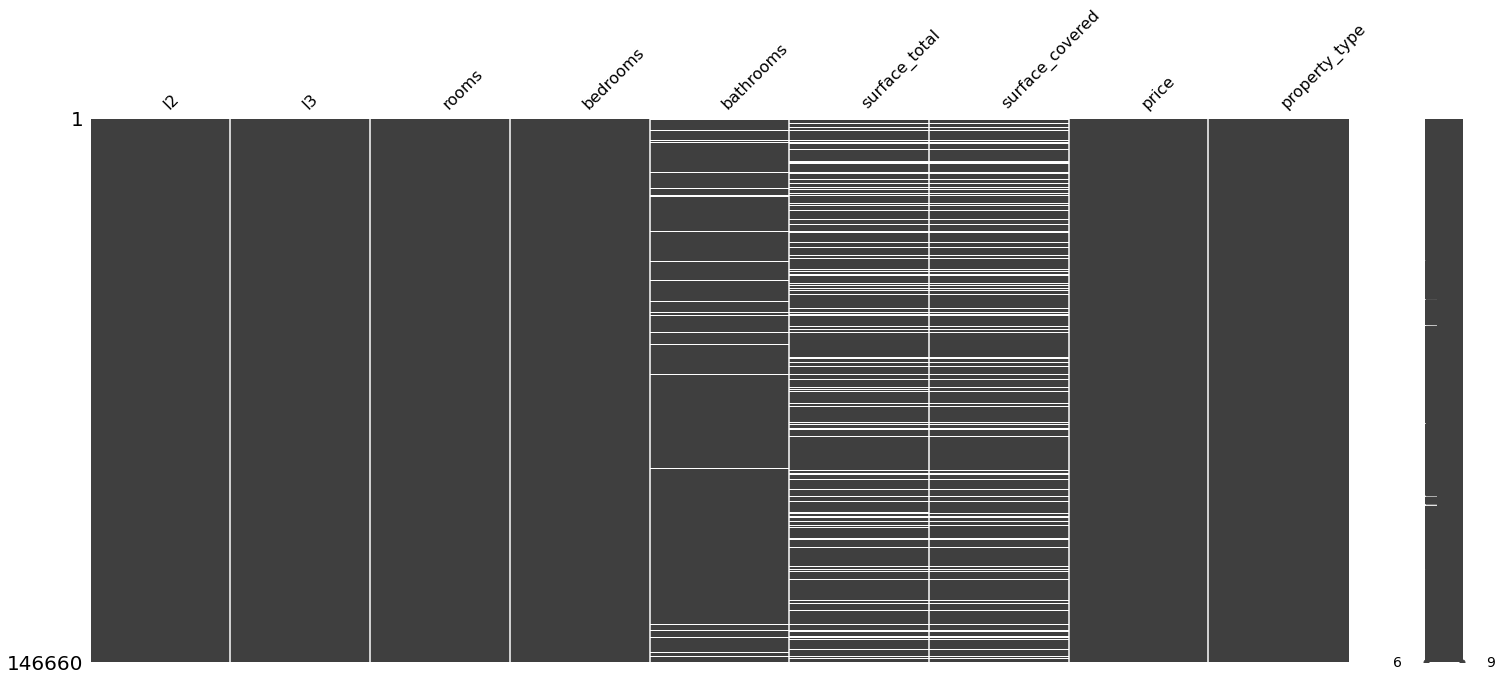 l2
l3
rooms
bedrooms
bathrooms
surface_total
surface_covered
price
property_type
1
146660
6
9